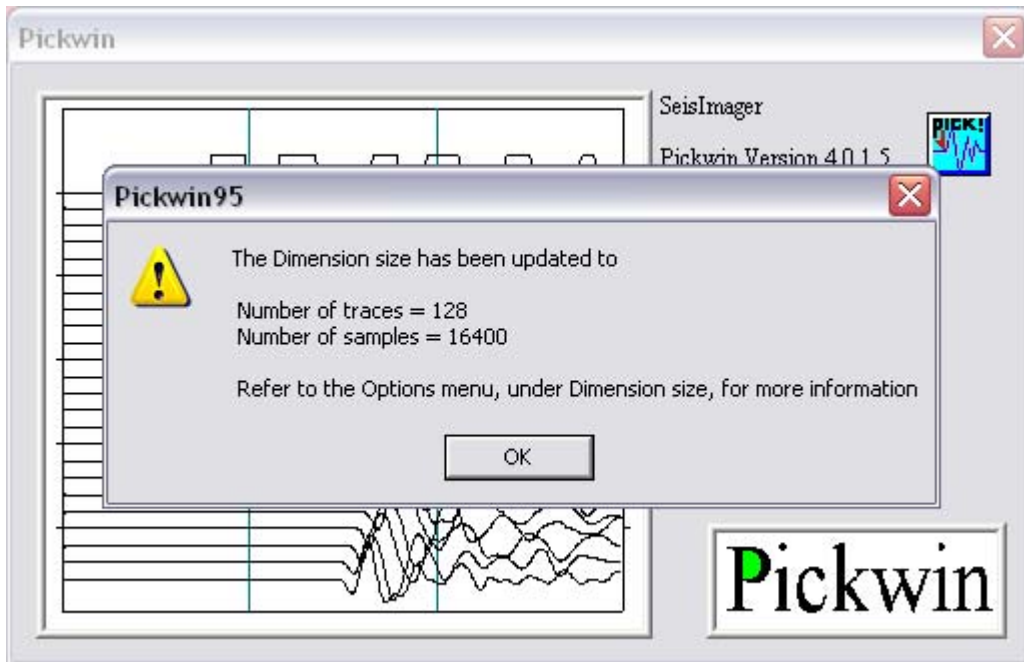 Pickwin
SeisImager
PICK!
Pickwin Version 4.0.1.5
Pickwin95
The Dimension size has been updated to
Number of traces = 128
Number of samples = 16400
Refer to the Options menu, under Dimension size, for more information
OK
Pickwin